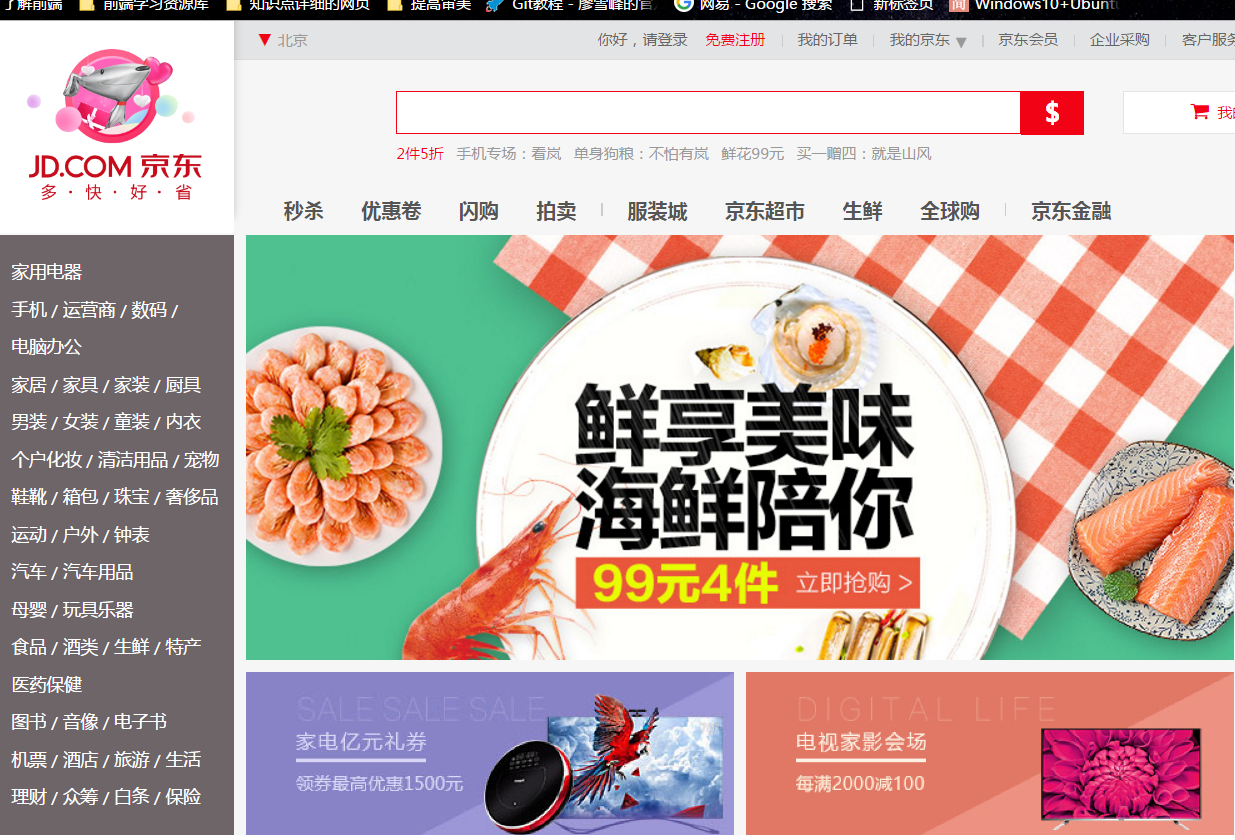 了解前端 前端学习资源库 知识点详细的网页 提高审美 Git教程 - 廖雪峰的官 网易 - Google 搜索 新标签页 Windows10+Ubunt
北京 你好，请登录 免费注册 我的订单 我的京东 京东会员 企业采购 客户服务
$ 我的
2件5折 手机专场：看岚 单身狗粮：不怕有岚 鲜花99元 买一赠四：就是山风
JD.COM 京东
多·快·好·省
秒杀 优惠卷 闪购 拍卖 服装城 京东超市 生鲜 全球购 京东金融
家用电器
手机 / 运营商 / 数码 /
电脑办公
家居 / 家具 / 家装 / 厨具
男装 / 女装 / 童装 / 内衣
个户化妆 / 清洁用品 / 宠物
鞋靴 / 箱包 / 珠宝 / 奢侈品
运动 / 户外 / 钟表
汽车 / 汽车用品
母婴 / 玩具乐器
食品 / 酒类 / 生鲜 / 特产
医药保健
图书 / 音像 / 电子书
机票 / 酒店 / 旅游 / 生活
理财 / 众筹 / 白条 / 保险
鲜享美味
海鲜陪你
99元4件 立即抢购 >
SALE SALE SALE
家电亿元礼券
领券最高优惠1500元
DIGITAL LIFE
电视家影会场
每满2000减100